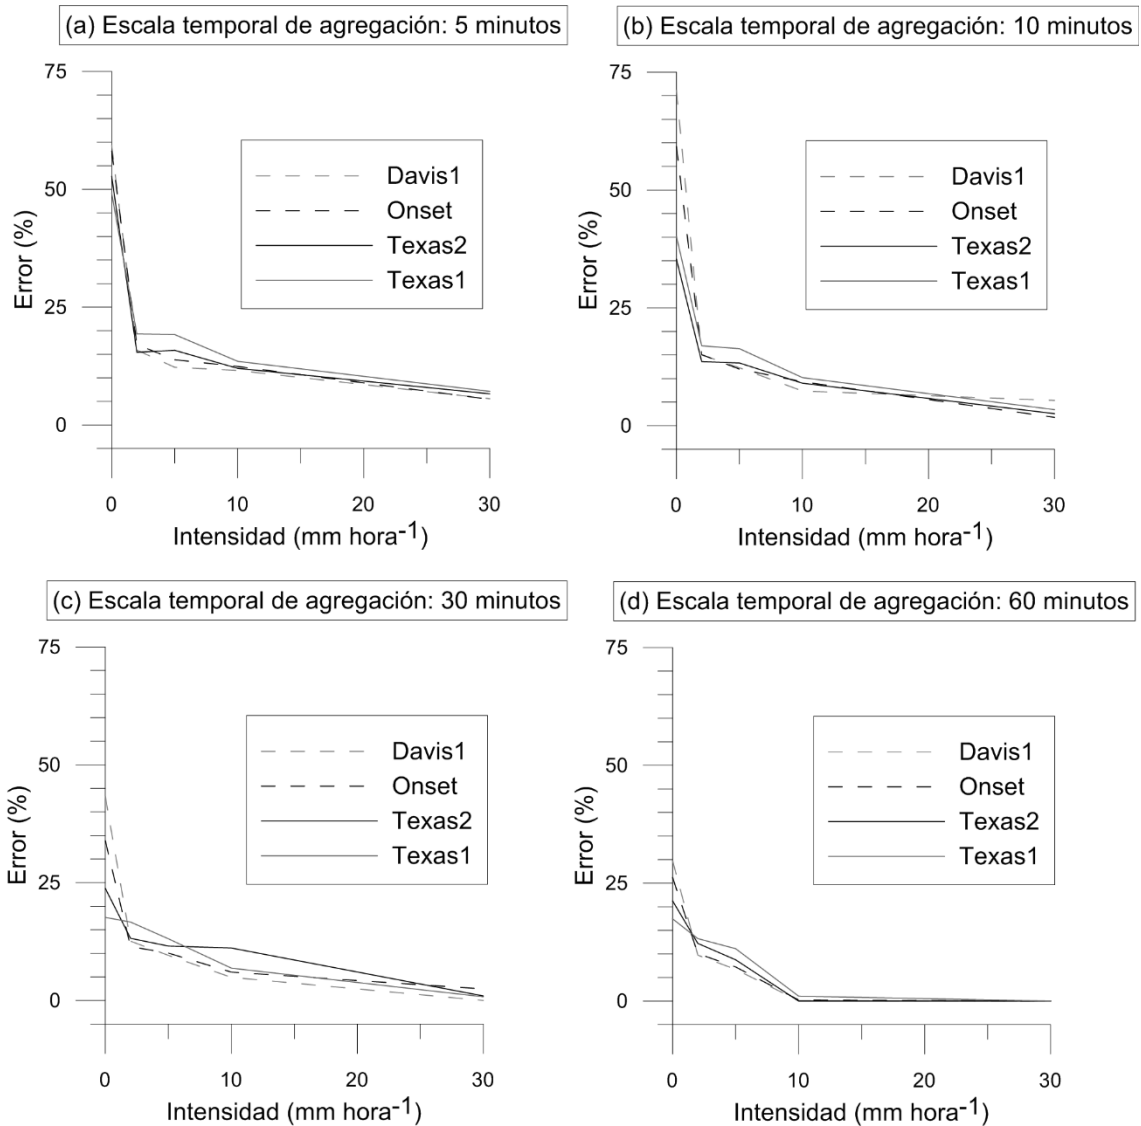 (a) Escala temporal de agregación: 5 minutos
75
50
25
0
Error (%)
Davis1
Onset
Texas2
Texas1
0 10 20 30
Intensidad (mm hora-1)
(b) Escala temporal de agregación: 10 minutos
75
50
25
0
Error (%)
Davis1
Onset
Texas2
Texas1
0 10 20 30
Intensidad (mm hora-1)
(c) Escala temporal de agregación: 30 minutos
75
50
25
0
Error (%)
Davis1
Onset
Texas2
Texas1
0 10 20 30
Intensidad (mm hora-1)
(d) Escala temporal de agregación: 60 minutos
75
50
25
0
Error (%)
Davis1
Onset
Texas2
Texas1
0 10 20 30
Intensidad (mm hora-1)